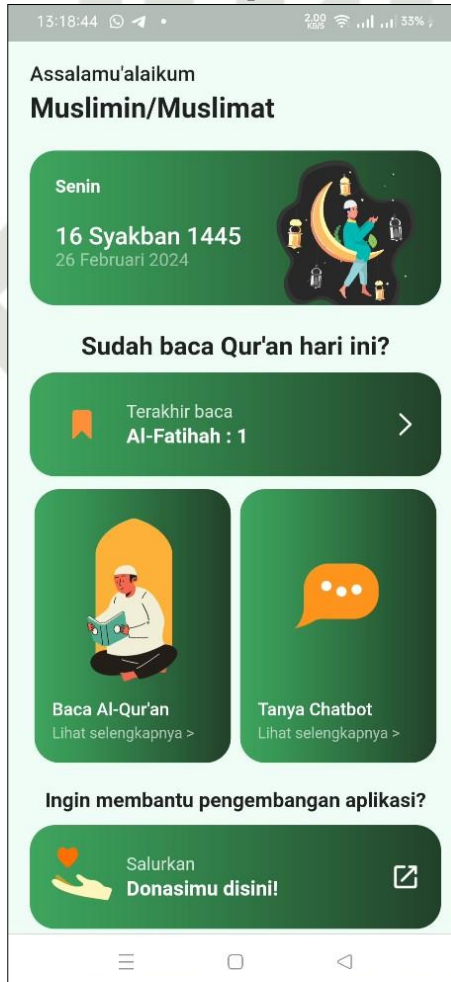 13:18:44
2.00 KB/S 33%
Assalamu'alaikum
Muslimin/Muslimat
Senin
16 Syakban 1445
26 Februari 2024
Sudah baca Qur'an hari ini?
Terakhir baca
Al-Fatihah : 1
Baca Al-Qur'an
Lihat selengkapnya >
Tanya Chatbot
Lihat selengkapnya >
Ingin membantu pengembangan aplikasi?
Salurkan
Donasimu disini!